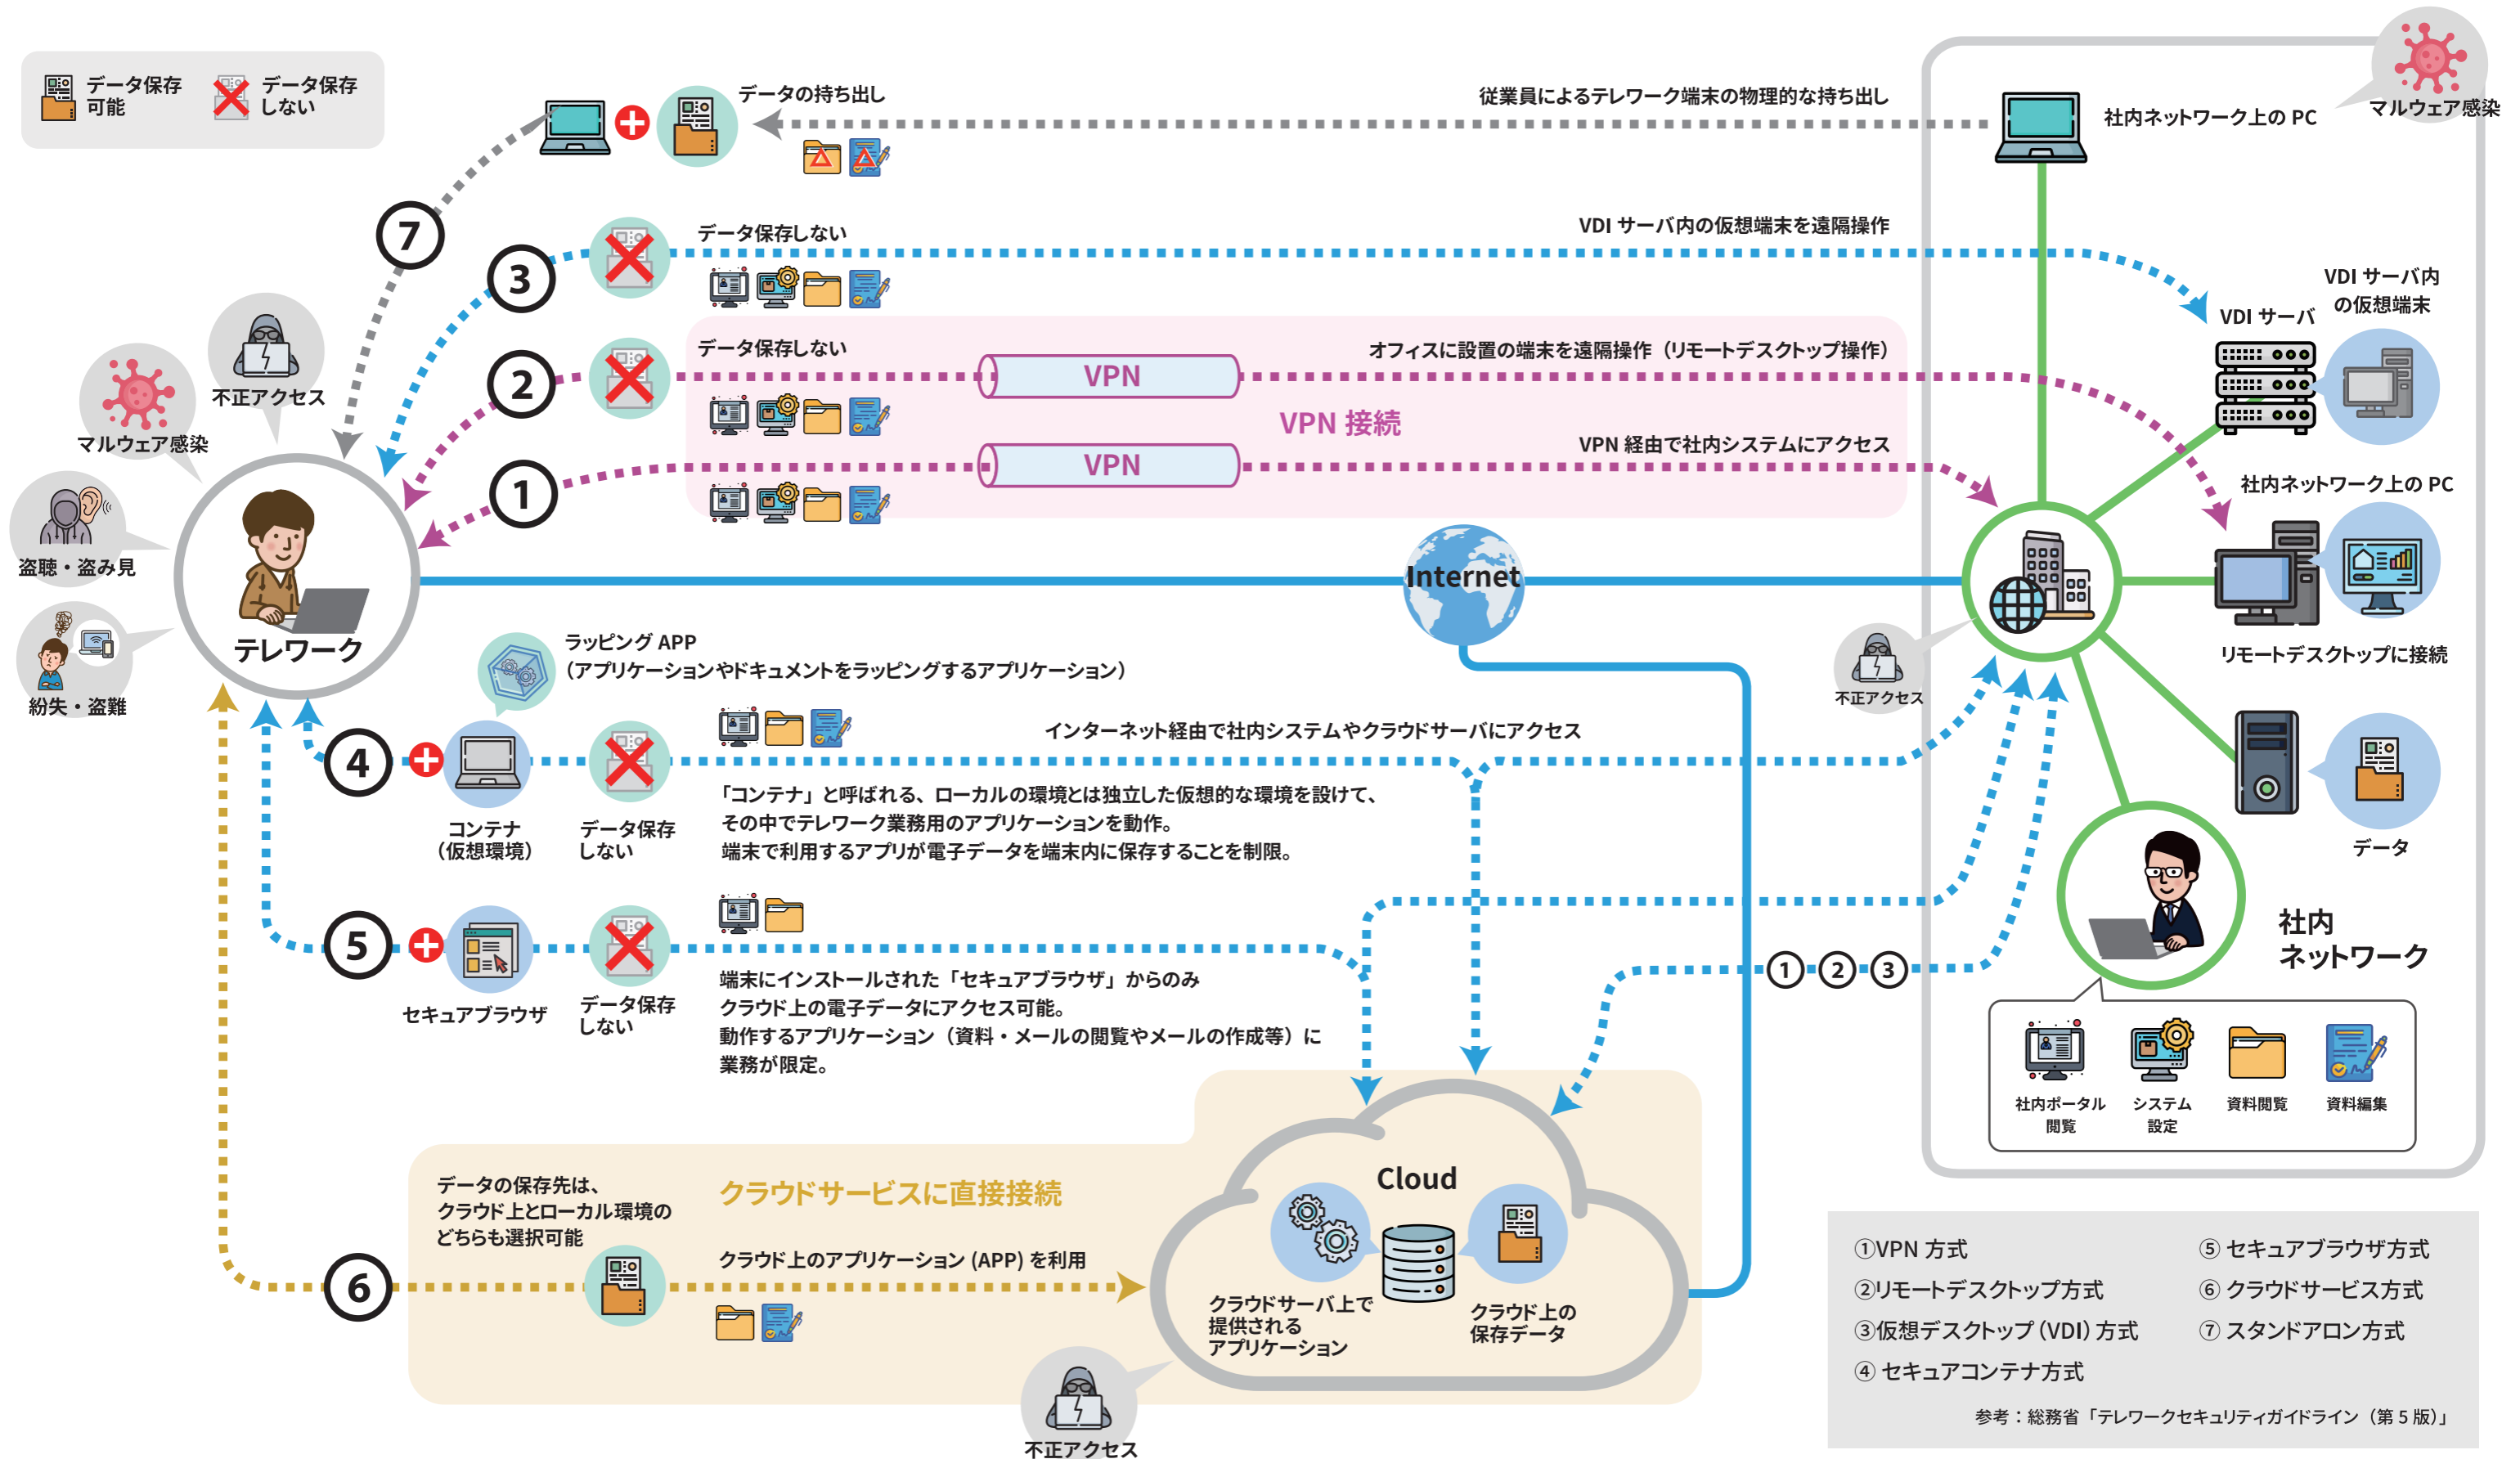 データ保存
可能
データ保存
しない
データの持ち出し
従業員によるテレワーク端末の物理的な持ち出し
社内ネットワーク上の PC
マルウェア感染
7
3
データ保存しない
VDI サーバ内の仮想端末を遠隔操作
VDI サーバ
VDI サーバ内
の仮想端末
2
データ保存しない
VPN
オフィスに設置の端末を遠隔操作（リモートデスクトップ操作）
VPN 接続
1
VPN
VPN 経由で社内システムにアクセス
社内ネットワーク上の PC
リモートデスクトップに接続
不正アクセス
マルウェア感染
盗聴・盗み見
紛失・盗難
テレワーク
Internet
不正アクセス
ラッピング APP
（アプリケーションやドキュメントをラッピングするアプリケーション）
4
コンテナ
（仮想環境）
データ保存
しない
インターネット経由で社内システムやクラウドサーバにアクセス
「コンテナ」と呼ばれる、ローカルの環境とは独立した仮想的な環境を設けて、
その中でテレワーク業務用のアプリケーションを動作。
端末で利用するアプリが電子データを端末内に保存することを制限。
データ
5
セキュアブラウザ
データ保存
しない
端末にインストールされた「セキュアブラウザ」からのみ
クラウド上の電子データにアクセス可能。
動作するアプリケーション（資料・メールの閲覧やメールの作成等）に
業務が限定。
1 2 3
社内
ネットワーク
社内ポータル
閲覧
システム
設定
資料閲覧
資料編集
データの保存先は、
クラウド上とローカル環境の
どちらも選択可能
クラウドサービスに直接接続
6
クラウド上のアプリケーション (APP) を利用
Cloud
クラウドサーバ上で
提供される
アプリケーション
クラウド上の
保存データ
不正アクセス
①VPN 方式
②リモートデスクトップ方式
③仮想デスクトップ（VDI）方式
④ セキュアコンテナ方式
⑤ セキュアブラウザ方式
⑥ クラウドサービス方式
⑦ スタンドアロン方式
参考：総務省「テレワークセキュリティガイドライン（第 5 版）」